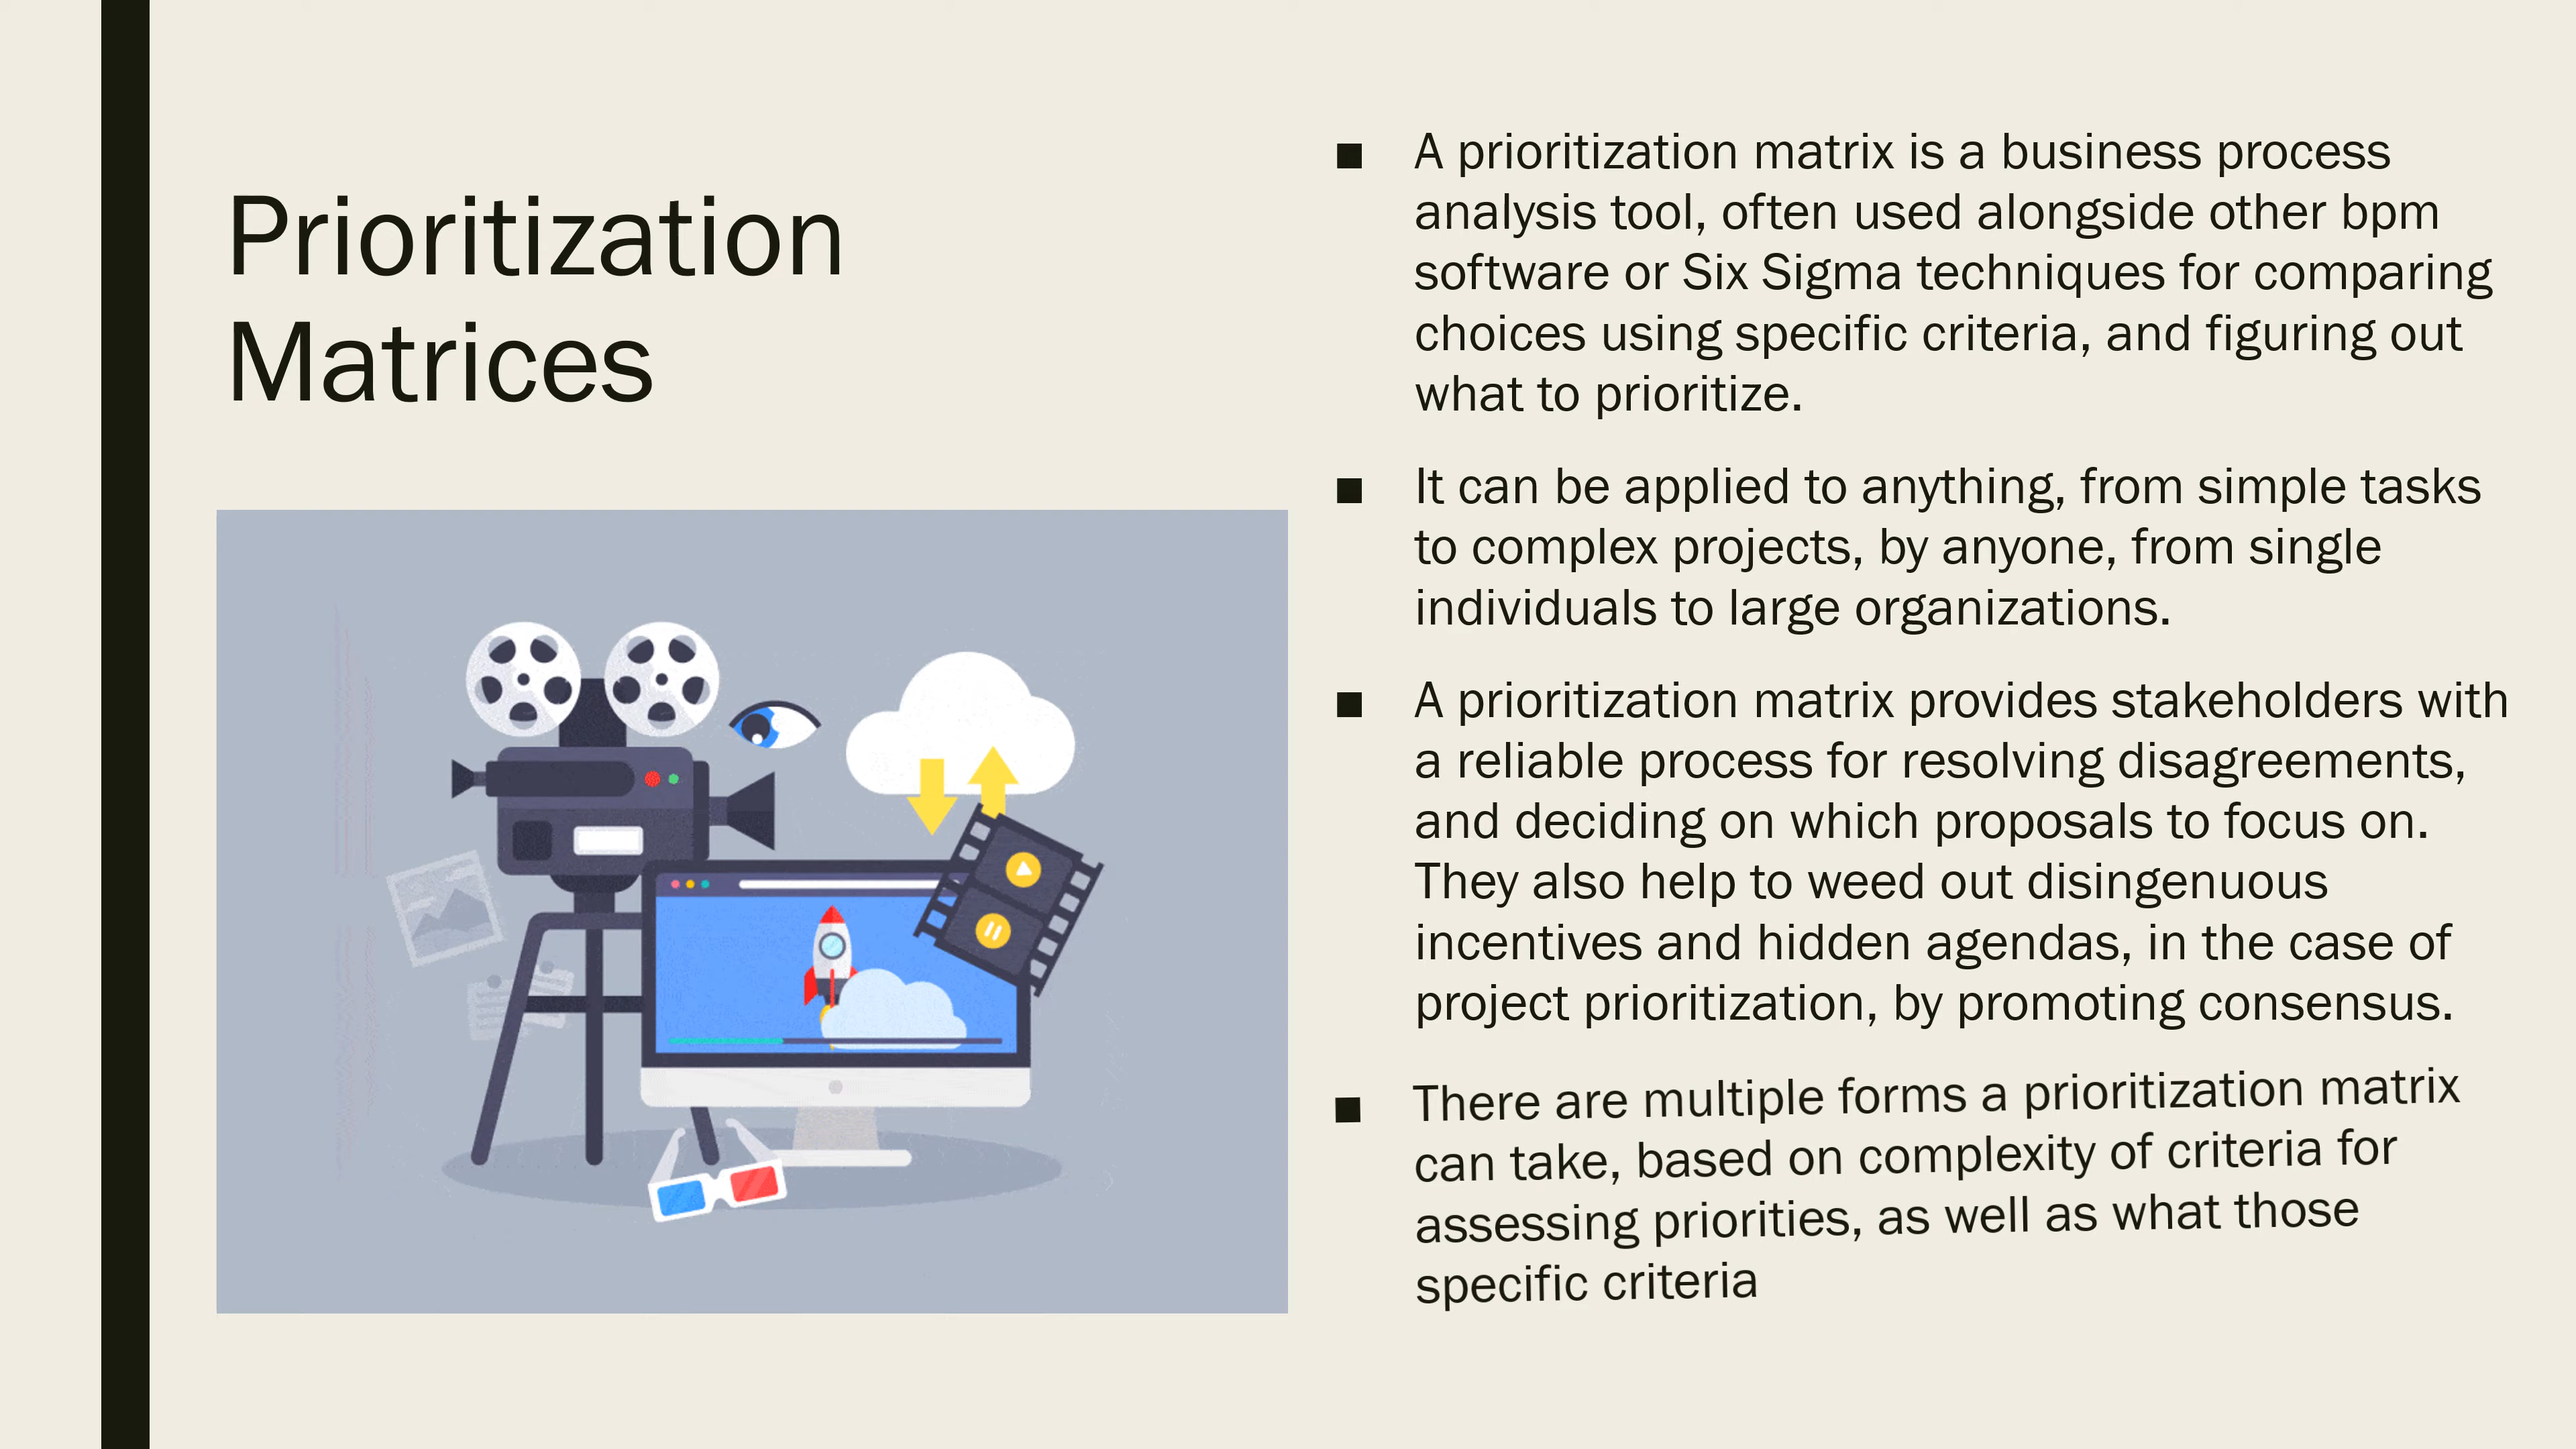 Prioritization
Matrices
■ A prioritization matrix is a business process
analysis tool, often used alongside other bpm
software or Six Sigma techniques for comparing
choices using specific criteria, and figuring out
what to prioritize.
■ It can be applied to anything, from simple tasks
to complex projects, by anyone, from single
individuals to large organizations.
■ A prioritization matrix provides stakeholders with
a reliable process for resolving disagreements,
and deciding on which proposals to focus on.
They also help to weed out disingenuous
incentives and hidden agendas, in the case of
project prioritization, by promoting consensus.
■ There are multiple forms a prioritization matrix
can take, based on complexity of criteria for
assessing priorities, as well as what those
specific criteria